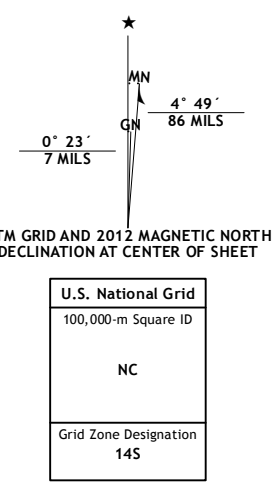 ★
MN
GN
4° 49´
86 MILS
0° 23´
7 MILS
TM GRID AND 2012 MAGNETIC NORTH
DECLINATION AT CENTER OF SHEET
U.S. National Grid
100,000-m Square ID
NC
Grid Zone Designation
14S